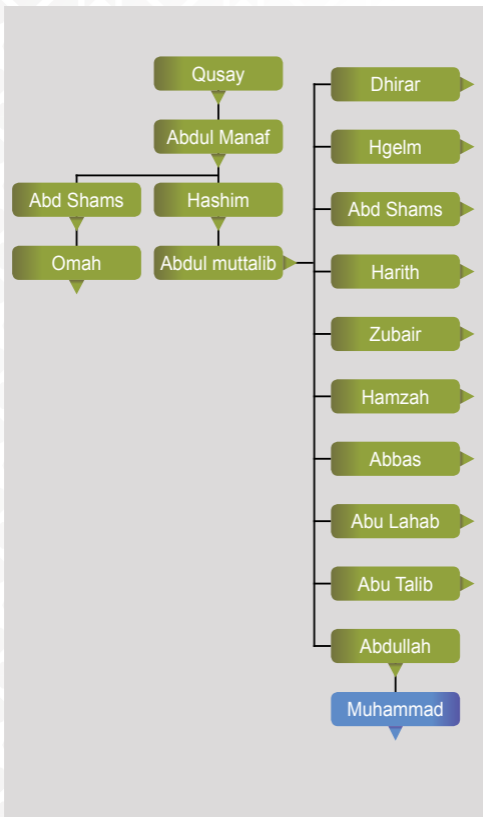 Qusay
Abdul Manaf
Abd Shams
Hashim
Omah
Abdul muttalib
Dhirar
Hgelm
Abd Shams
Harith
Zubair
Hamzah
Abbas
Abu Lahab
Abu Talib
Abdullah
Muhammad